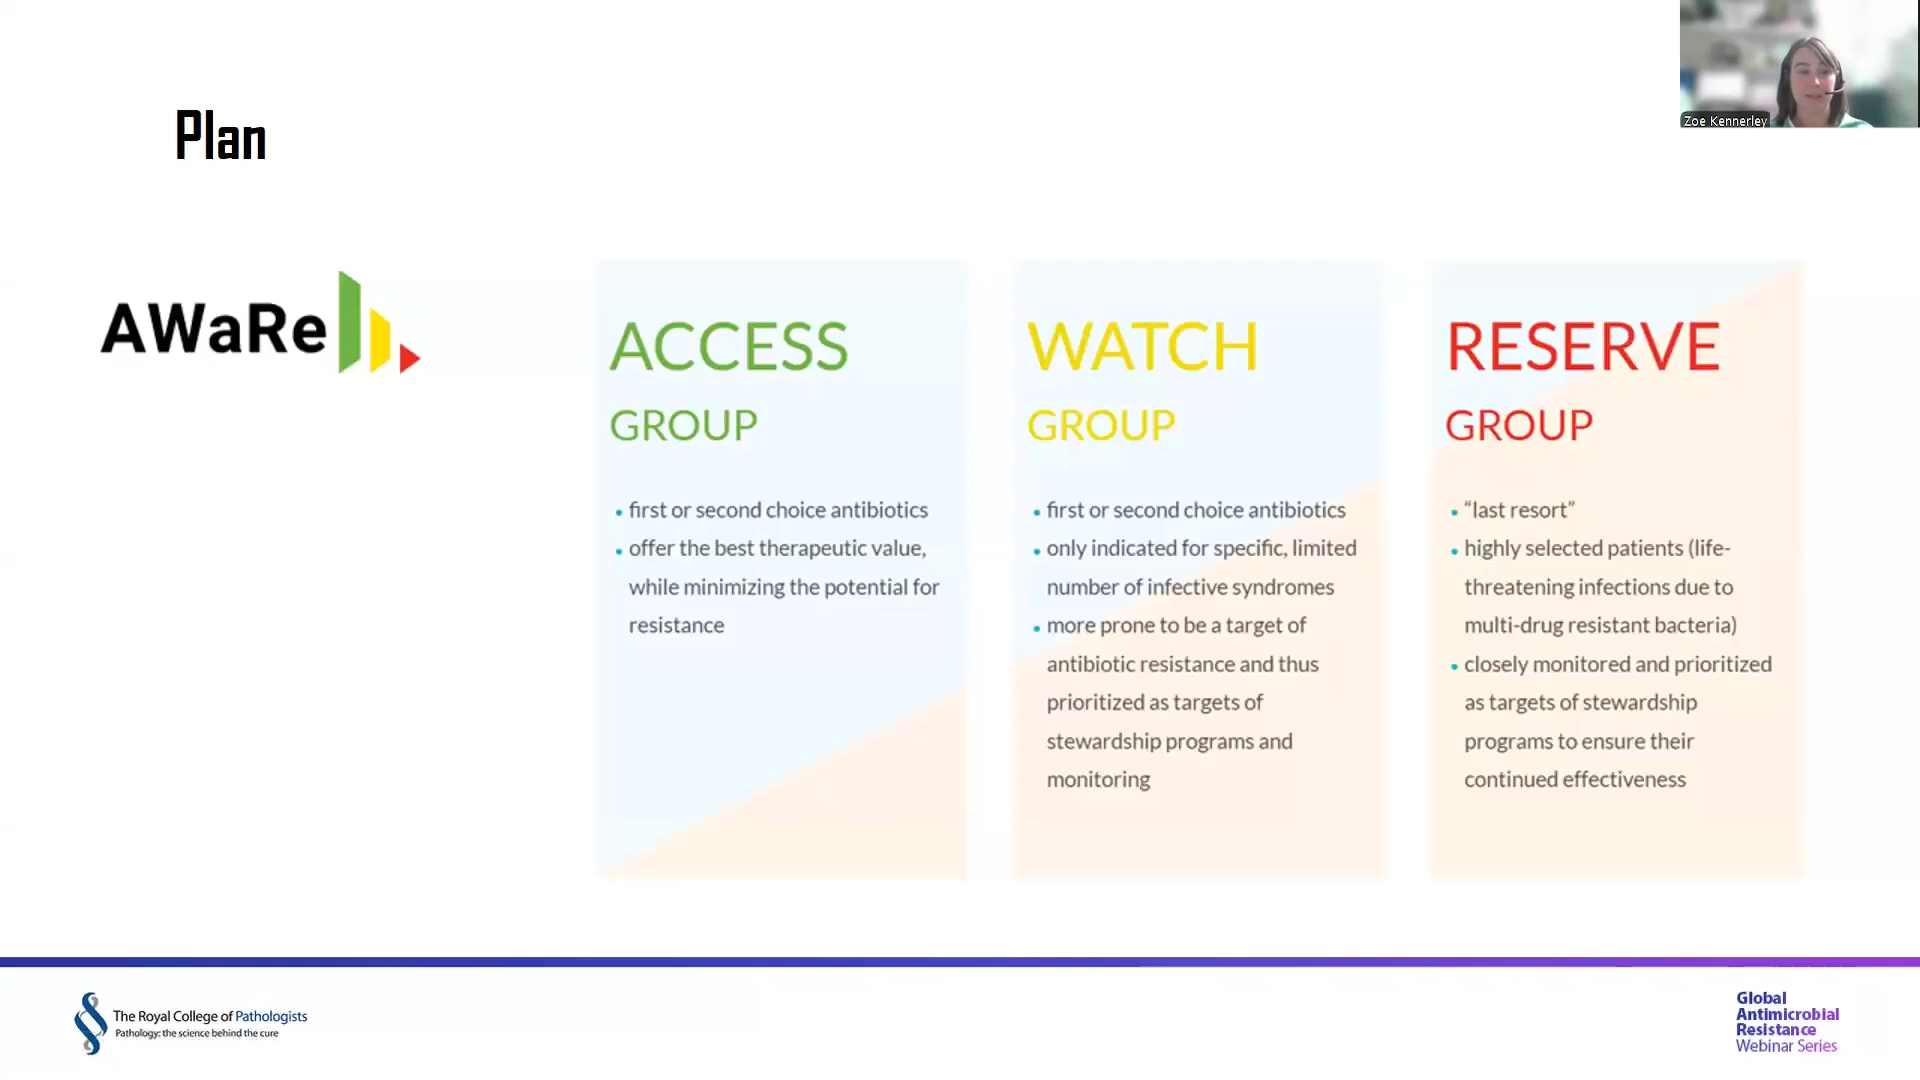 Plan
Zoe Kennerley
AWaRe
ACCESS
GROUP
• first or second choice antibiotics
• offer the best therapeutic value,
while minimizing the potential for
resistance
WATCH
GROUP
• first or second choice antibiotics
• only indicated for specific, limited
number of infective syndromes
• more prone to be a target of
antibiotic resistance and thus
prioritized as targets of
stewardship programs and
monitoring
RESERVE
GROUP
• “last resort”
• highly selected patients (life-
threatening infections due to
multi-drug resistant bacteria)
• closely monitored and prioritized
as targets of stewardship
programs to ensure their
continued effectiveness
The Royal College of Pathologists
Pathology: the science behind the cure
Global
Antimicrobial
Resistance
Webinar Series